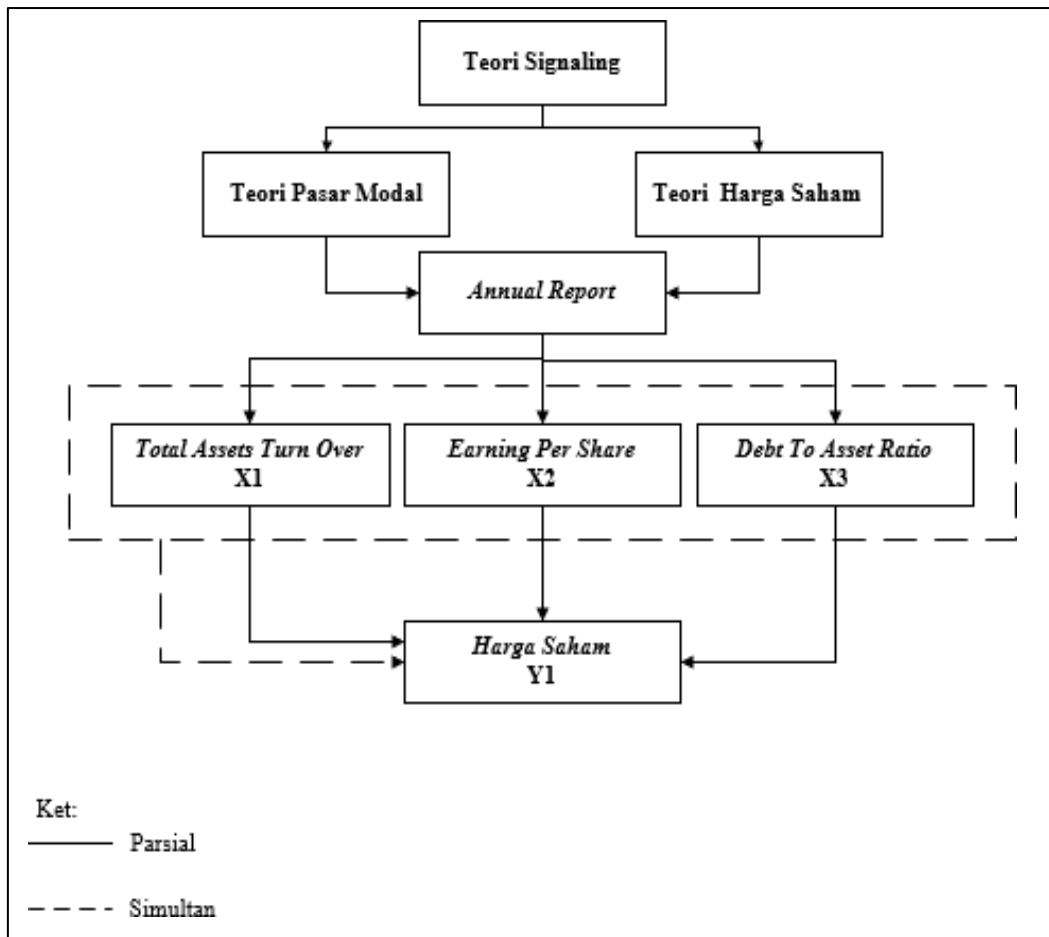 Teori Signaling
Teori Pasar Modal
Teori Harga Saham
Annual Report
Total Assets Turn Over
X1
Earning Per Share
X2
Debt To Asset Ratio
X3
Harga Saham
Y1
Ket:
Parsial
Simultan